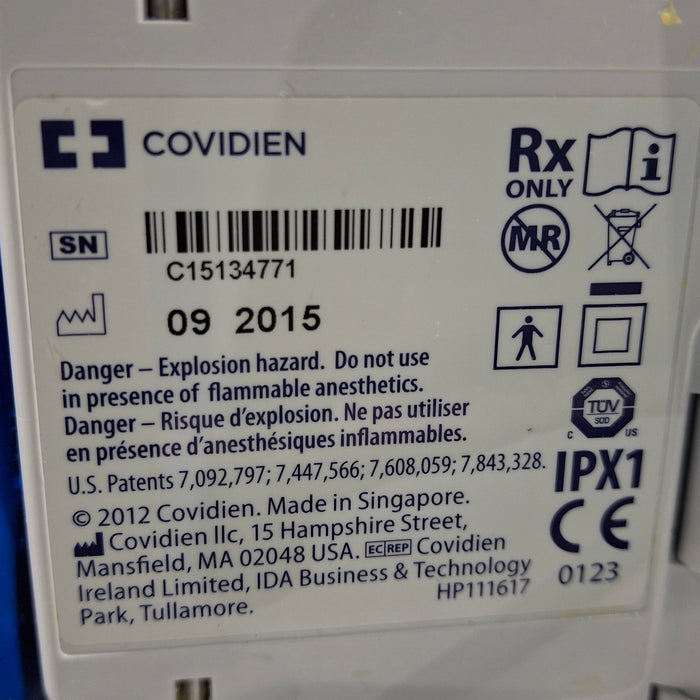 COVIDIEN
Rx
ONLY
i
SN
C15134771
MR
09 2015
Danger – Explosion hazard. Do not use
in presence of flammable anesthetics.
Danger – Risque d’explosion. Ne pas utiliser
en présence d’anesthésiques inflammables.
U.S. Patents 7,092,797; 7,447,566; 7,608,059; 7,843,328.
© 2012 Covidien. Made in Singapore.
Covidien llc, 15 Hampshire Street,
Mansfield, MA 02048 USA. EC REP Covidien
Ireland Limited, IDA Business & Technology
Park, Tullamore.
HP111617
TÜV
SÜD
C US
IPX1
CE
0123